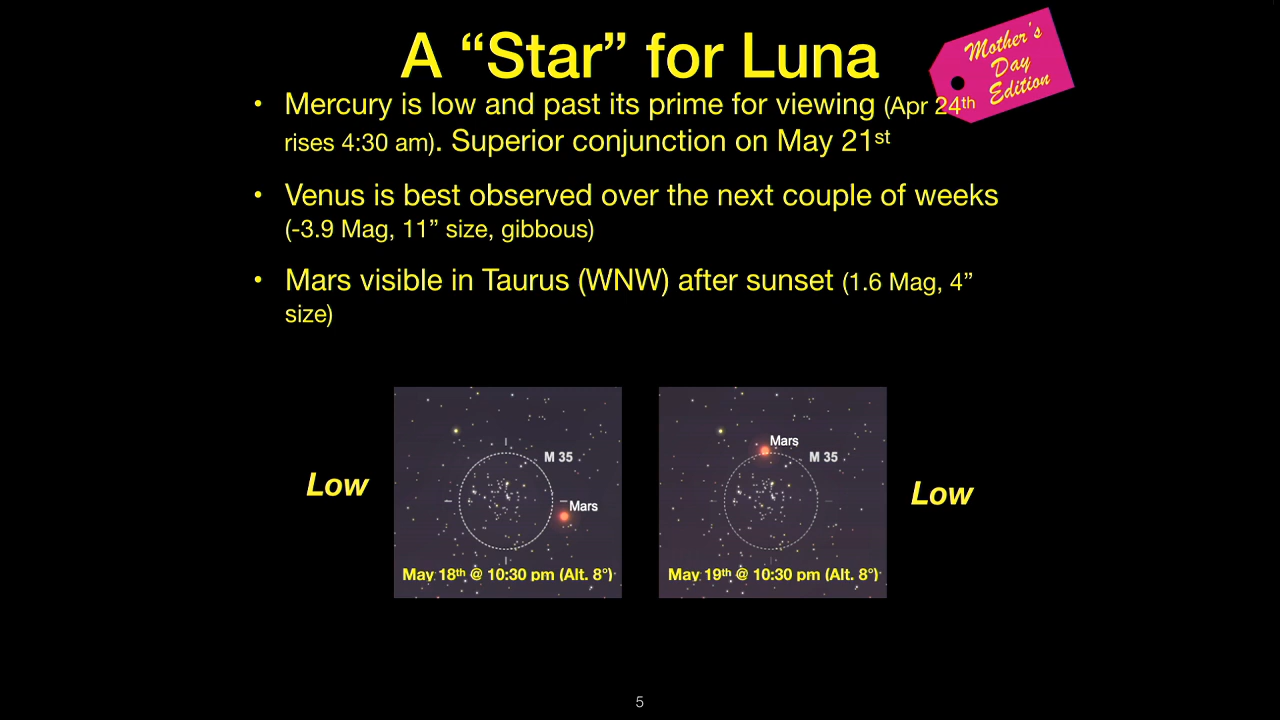 A “Star” for Luna
Mother's
Day
Edition
• Mercury is low and past its prime for viewing (Apr 24th
rises 4:30 am). Superior conjunction on May 21st
• Venus is best observed over the next couple of weeks
(-3.9 Mag, 11” size, gibbous)
• Mars visible in Taurus (WNW) after sunset (1.6 Mag, 4”
size)
Low
M 35
Mars
May 18th @ 10:30 pm (Alt. 8°)
Mars
M 35
May 19th @ 10:30 pm (Alt. 8°)
Low
5